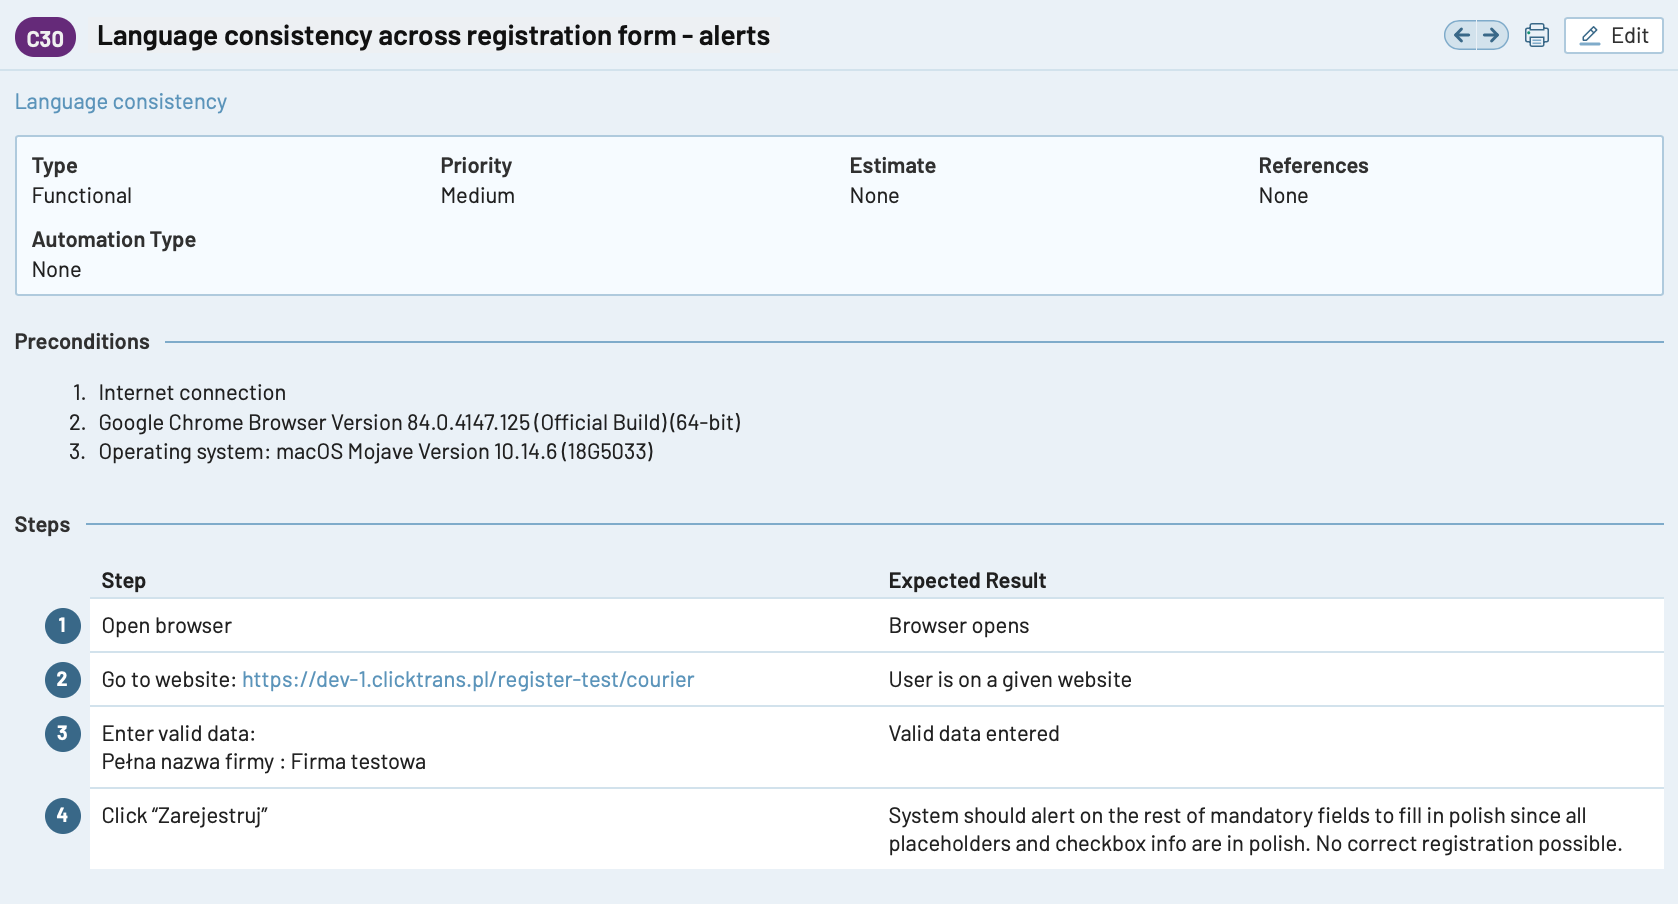 C30 Language consistency across registration form - alerts Edit
Language consistency
Type Priority Estimate References
Functional Medium None None
Automation Type
None
Preconditions
1. Internet connection
2. Google Chrome Browser Version 84.0.4147.125 (Official Build) (64-bit)
3. Operating system: macOS Mojave Version 10.14.6 (18G5033)
Steps
Step Expected Result
1 Open browser Browser opens
2 Go to website: https://dev-1.clicktrans.pl/register-test/courier User is on a given website
3 Enter valid data: Valid data entered
Pełna nazwa firmy : Firma testowa
4 Click “Zarejestruj” System should alert on the rest of mandatory fields to fill in polish since all
placeholders and checkbox info are in polish. No correct registration possible.